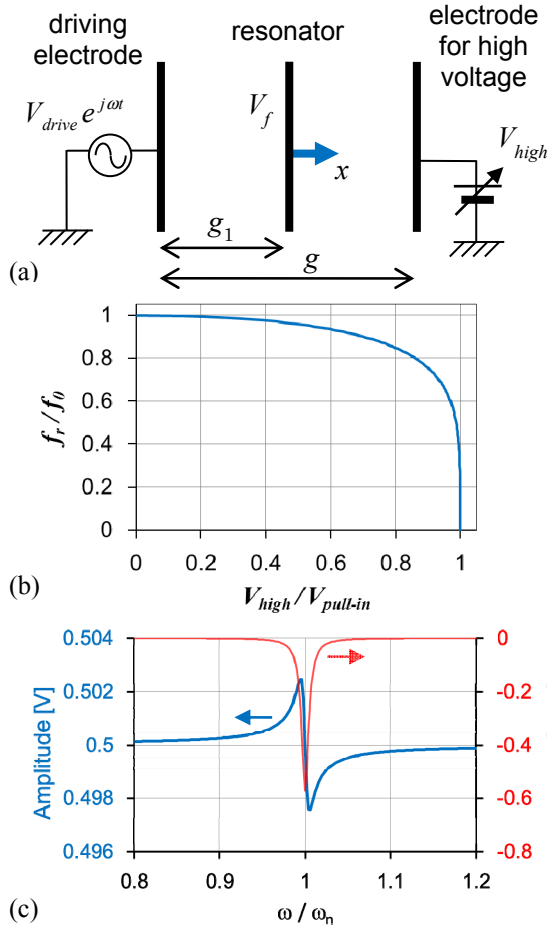 driving
electrode
resonator
electrode
for high
voltage
V_drive e^{jωt}
V_f
V_high
x
g_1
g
(a)
1
0.8
0.6
0.4
0.2
0
f_r/f_0
0 0.2 0.4 0.6 0.8 1
V_high/V_pull-in
(b)
0.504
0.502
0.5
0.498
0.496
Amplitude [V]
0
-0.2
-0.4
-0.6
-0.8
0.8 0.9 1 1.1 1.2
ω/ω_n
(c)